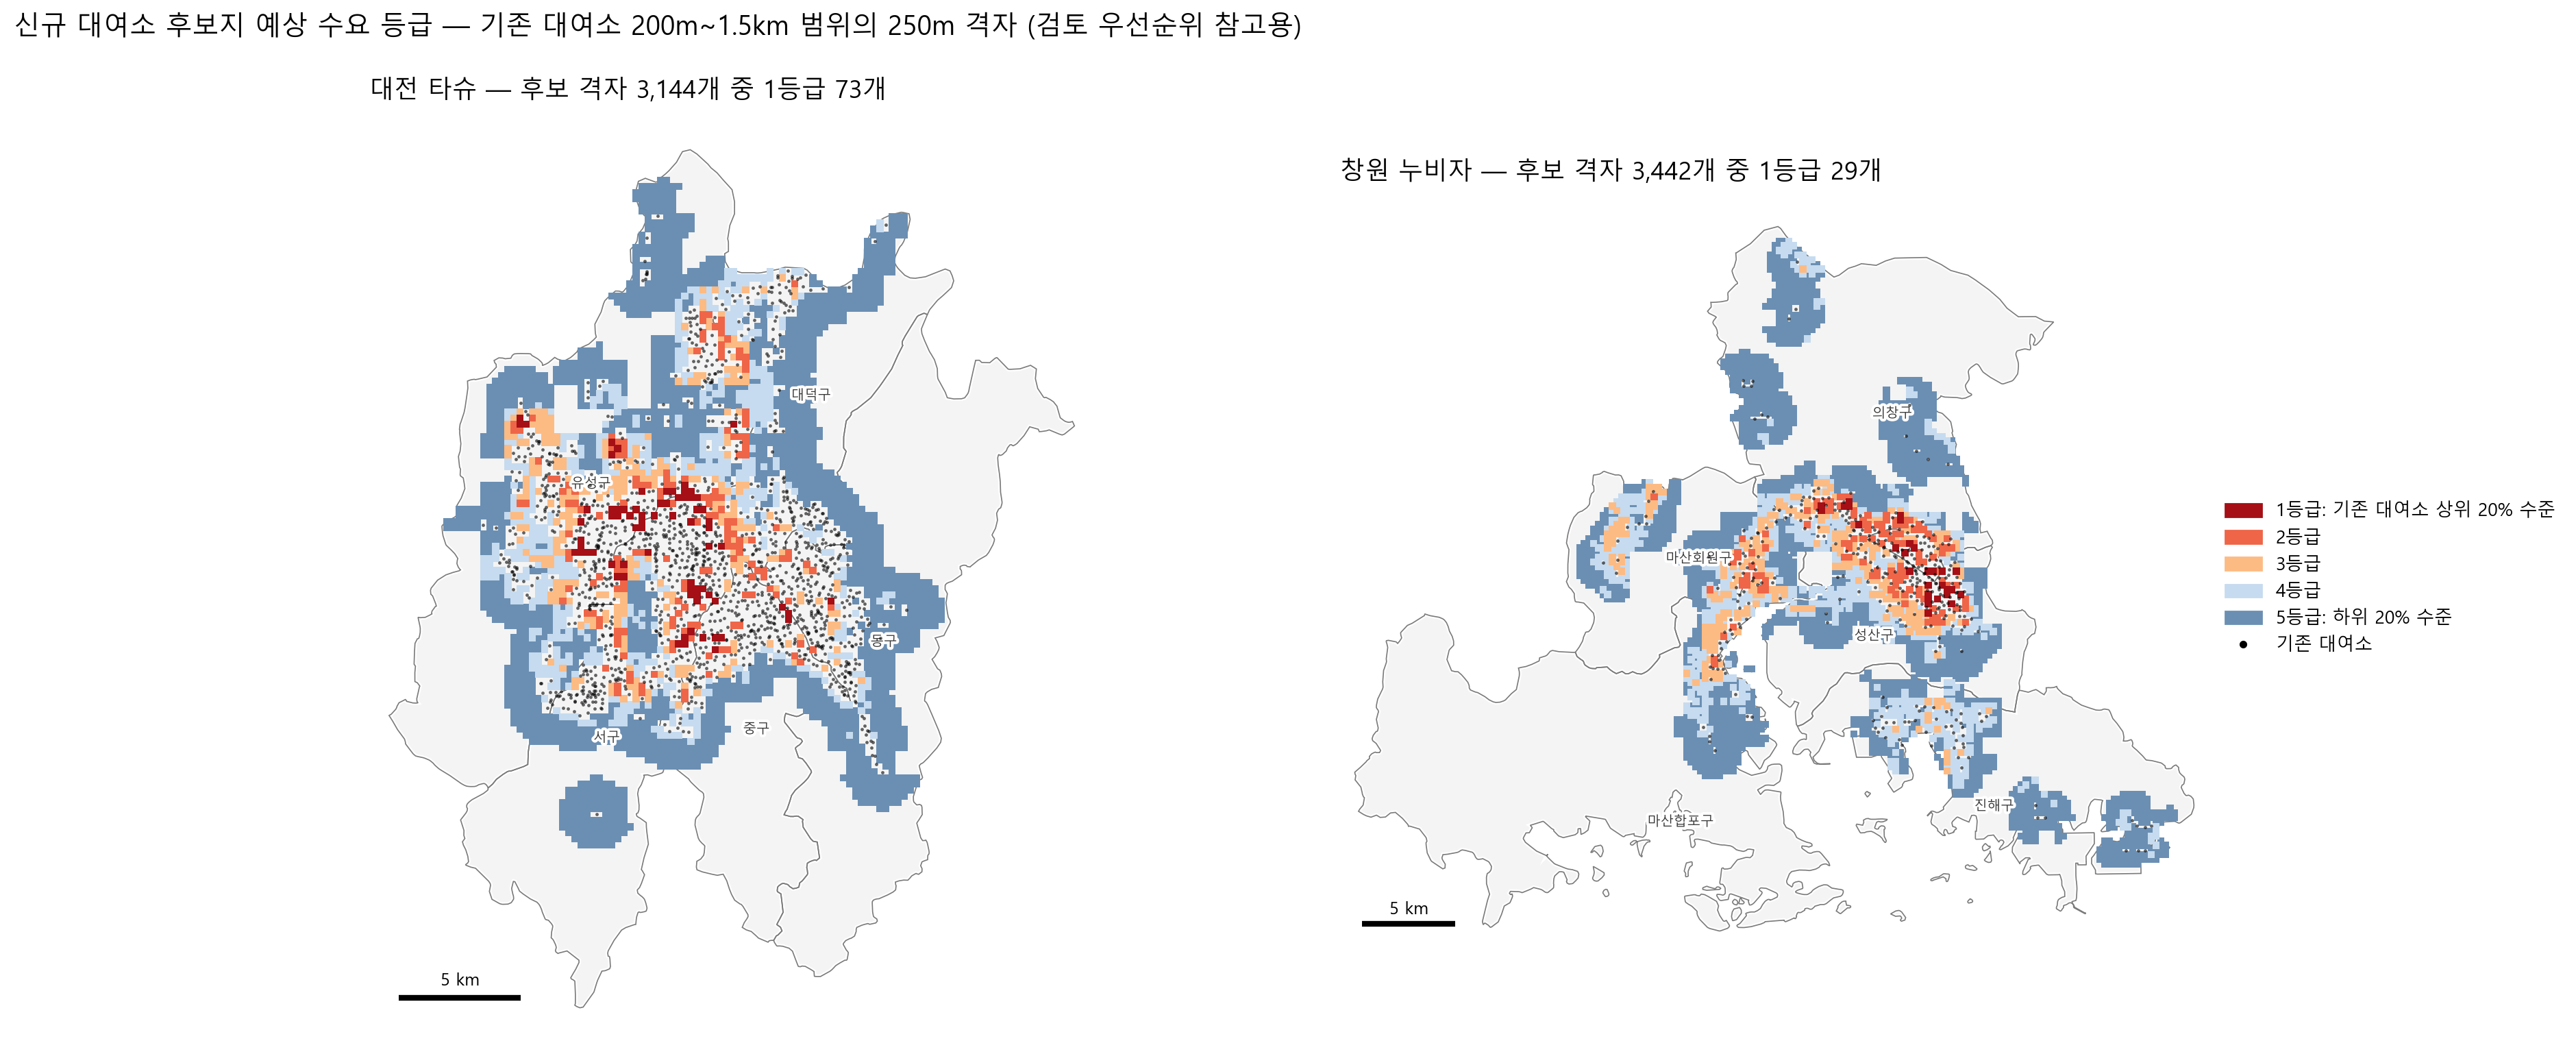 신규 대여소 후보지 예상 수요 등급 — 기존 대여소 200m~1.5km 범위의 250m 격자 (검토 우선순위 참고용)
대전 타슈 — 후보 격자 3,144개 중 1등급 73개
대덕구
유성구
동구
중구
서구
5 km
창원 누비자 — 후보 격자 3,442개 중 1등급 29개
의창구
마산회원구
성산구
진해구
마산합포구
5 km
1등급: 기존 대여소 상위 20% 수준
2등급
3등급
4등급
5등급: 하위 20% 수준
기존 대여소